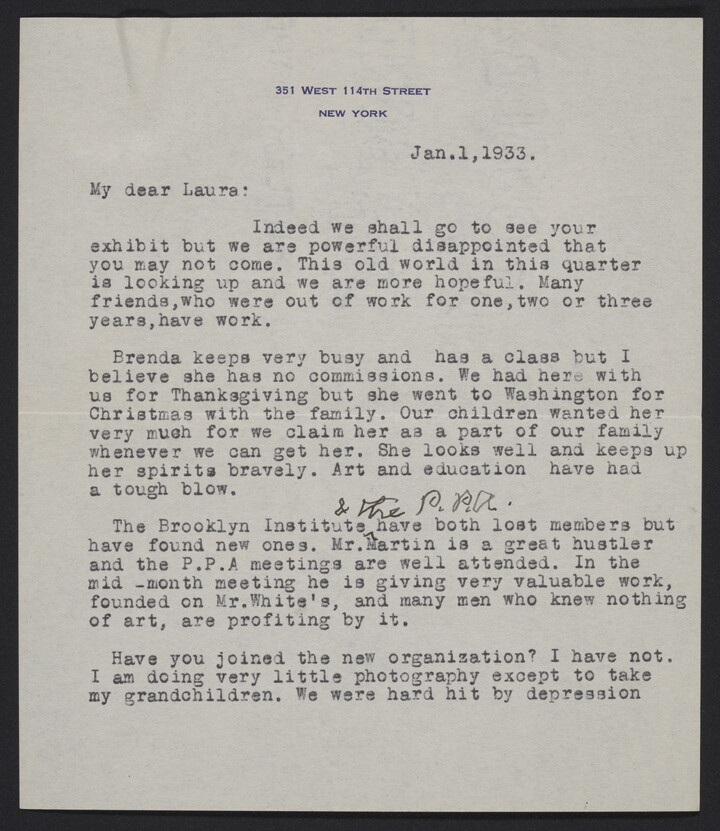 351 WEST 114TH STREET
NEW YORK
Jan.1,1933.
My dear Laura:
Indeed we shall go to see your
exhibit but we are powerful disappointed that
you may not come. This old world in this quarter
is looking up and we are more hopeful. Many
friends,who were out of work for one,two or three
years,have work.
Brenda keeps very busy and has a class but I
believe she has no commissions. We had here with
us for Thanksgiving but she went to Washington for
Christmas with the family. Our children wanted her
very much for we claim her as a part of our family
whenever we can get her. She looks well and keeps up
her spirits bravely. Art and education have had
a tough blow.
& the P.P.A.
The Brooklyn Institute have both lost members but
have found new ones. Mr.Martin is a great hustler
and the P.P.A meetings are well attended. In the
mid -month meeting he is giving very valuable work,
founded on Mr.White's, and many men who knew nothing
of art, are profiting by it.
Have you joined the new organization? I have not.
I am doing very little photography except to take
my grandchildren. We were hard hit by depression